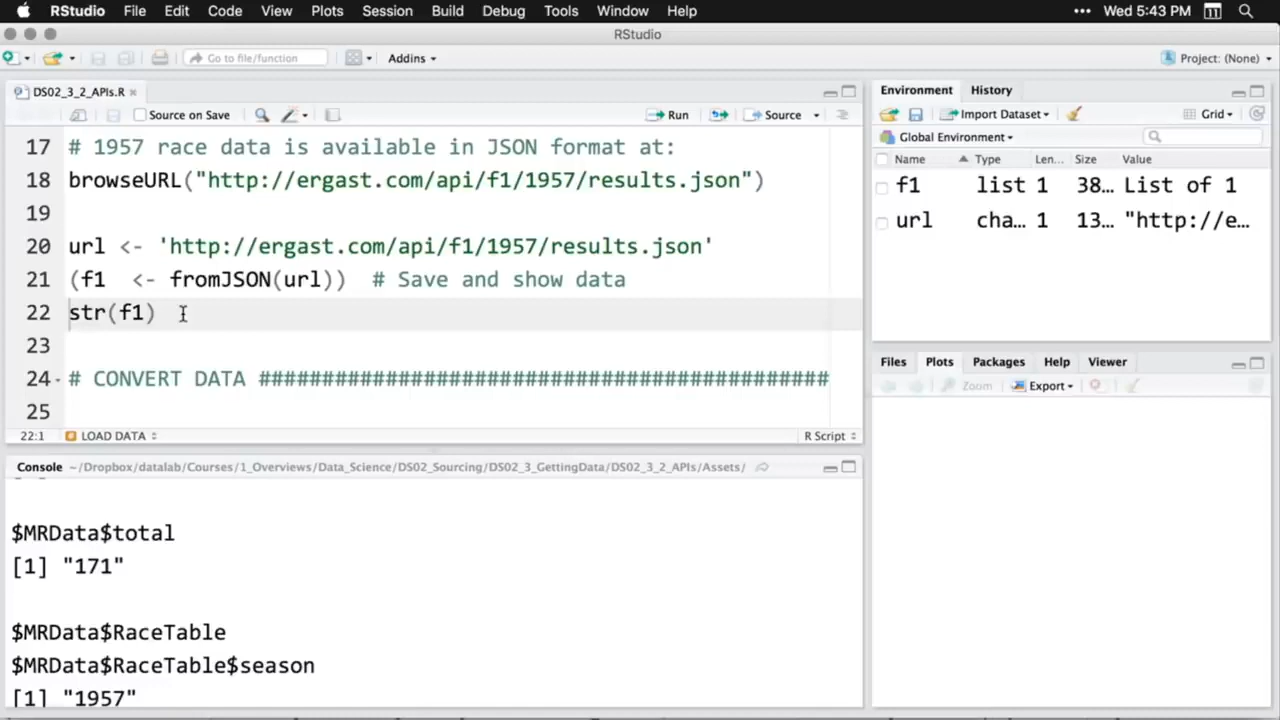 RStudio File Edit Code View Plots Session Build Debug Tools Window Help ••• Wed 5:43 PM 11
RStudio
Go to file/function Addins Project: (None)
DS02_3_2_APIs.R
Source on Save Run Source
17 # 1957 race data is available in JSON format at:
18 browseURL("http://ergast.com/api/f1/1957/results.json")
19
20 url <- 'http://ergast.com/api/f1/1957/results.json'
21 (f1  <- fromJSON(url))  # Save and show data
22 str(f1)
23
24 # CONVERT DATA ############################################
25
22:1 LOAD DATA R Script
Console ~/Dropbox/datalab/Courses/1_Overviews/Data_Science/DS02_Sourcing/DS02_3_GettingData/DS02_3_2_APIs/Assets/
$MRData$total
[1] "171"
$MRData$RaceTable
$MRData$RaceTable$season
[1] "1957"
Environment History
Import Dataset Grid
Global Environment
Name Type Len… Size Value
f1 list 1 38… List of 1
url cha… 1 13… "http://e…
Files Plots Packages Help Viewer
Zoom Export